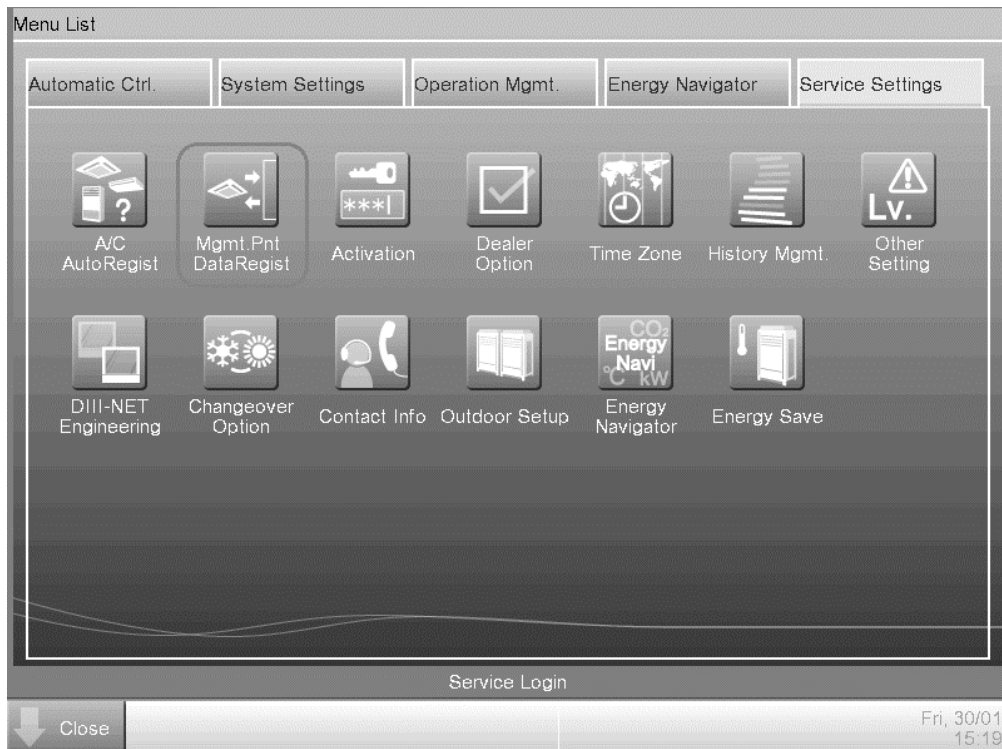 Menu List
Automatic Ctrl.
System Settings
Operation Mgmt.
Energy Navigator
Service Settings
?
***|
Lv.
A/C
AutoRegist
Mgmt.Pnt
DataRegist
Activation
Dealer
Option
Time Zone
History Mgmt.
Other
Setting
CO₂
Energy
Navi
°C kW
DIII-NET
Engineering
Changeover
Option
Contact Info
Outdoor Setup
Energy
Navigator
Energy Save
Service Login
Close
Fri, 30/01
15:19